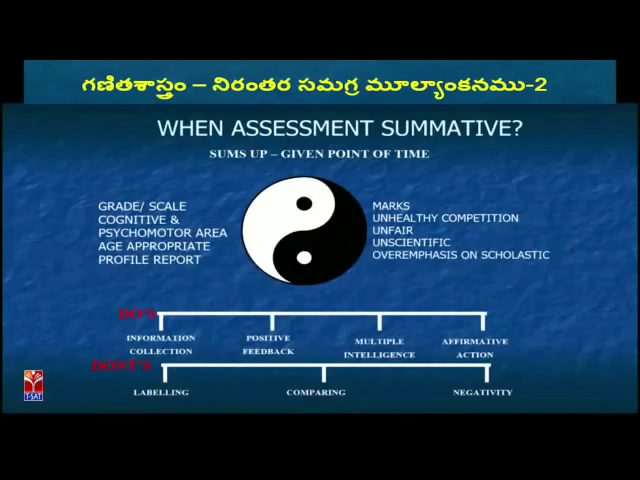 గణితశాస్త్రం – నిరంతర సమగ్ర మూల్యాంకనము-2
WHEN ASSESSMENT SUMMATIVE?
SUMS UP – GIVEN POINT OF TIME
GRADE/ SCALE
COGNITIVE &
PSYCHOMOTOR AREA
AGE APPROPRIATE
PROFILE REPORT
MARKS
UNHEALTHY COMPETITION
UNFAIR
UNSCIENTIFIC
OVEREMPHASIS ON SCHOLASTIC
DO'S
INFORMATION
COLLECTION
POSITIVE
FEEDBACK
MULTIPLE
INTELLIGENCE
AFFIRMATIVE
ACTION
DONT'S
LABELLING
COMPARING
NEGATIVITY
T-SAT